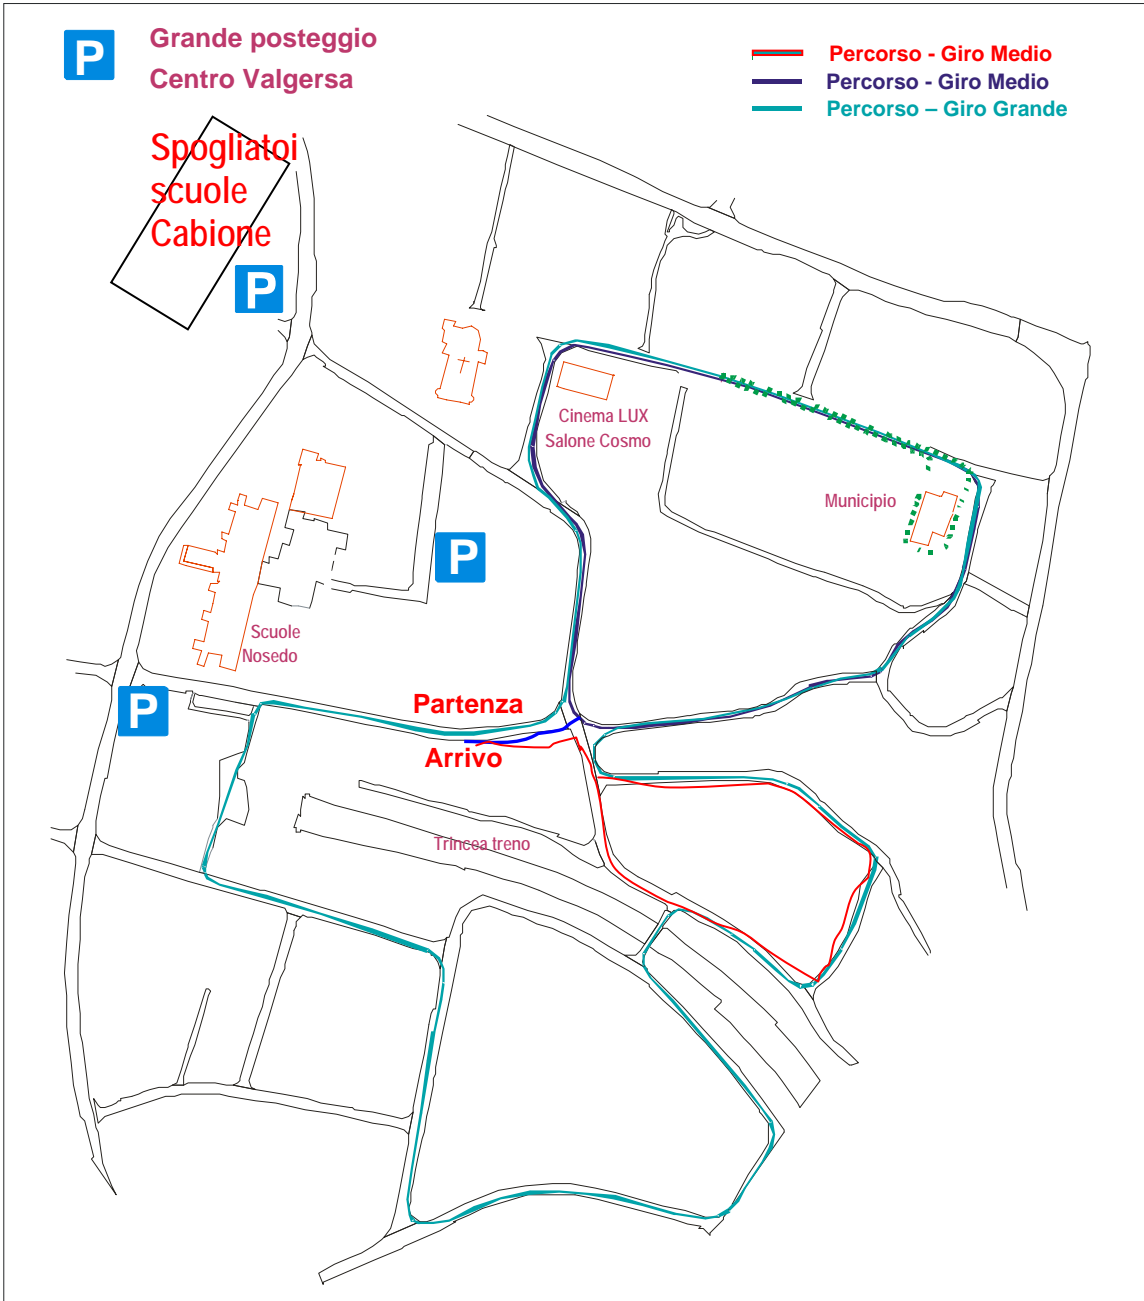 P
Grande posteggio
Centro Valgersa
Percorso - Giro Medio
Percorso - Giro Medio
Percorso – Giro Grande
Spogliatoi
scuole
Cabione
P
Cinema LUX
Salone Cosmo
Municipio
P
Scuole
Nosedo
P
Partenza
Arrivo
Trincea treno